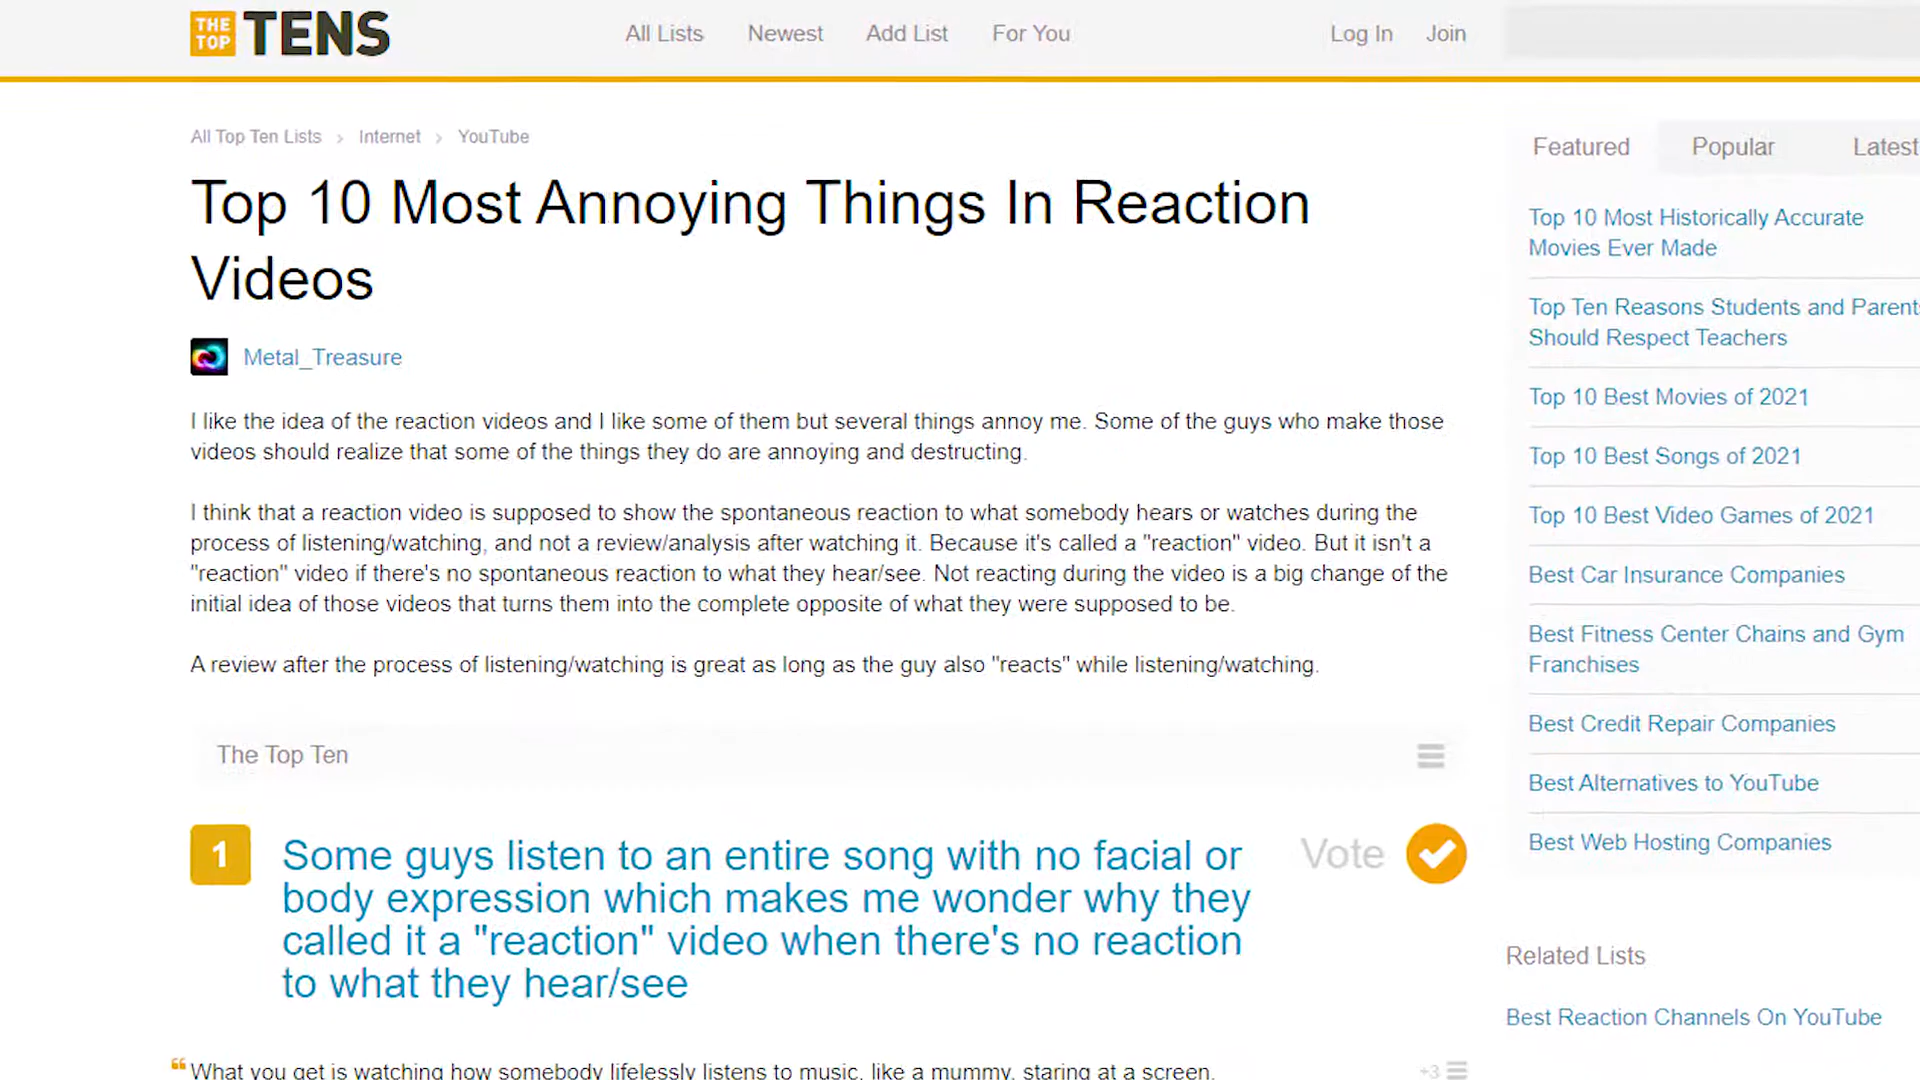 THE TOP TENS
All Lists Newest Add List For You Log In Join
All Top Ten Lists › Internet › YouTube
Top 10 Most Annoying Things In Reaction
Videos
Metal_Treasure
I like the idea of the reaction videos and I like some of them but several things annoy me. Some of the guys who make those
videos should realize that some of the things they do are annoying and destructing.
I think that a reaction video is supposed to show the spontaneous reaction to what somebody hears or watches during the
process of listening/watching, and not a review/analysis after watching it. Because it's called a "reaction" video. But it isn't a
"reaction" video if there's no spontaneous reaction to what they hear/see. Not reacting during the video is a big change of the
initial idea of those videos that turns them into the complete opposite of what they were supposed to be.
A review after the process of listening/watching is great as long as the guy also "reacts" while listening/watching.
The Top Ten
1
Some guys listen to an entire song with no facial or
body expression which makes me wonder why they
called it a "reaction" video when there's no reaction
to what they hear/see
Vote
“ What you get is watching how somebody lifelessly listens to music, like a mummy, staring at a screen.
+3
Featured Popular Latest
Top 10 Most Historically Accurate
Movies Ever Made
Top Ten Reasons Students and Parents
Should Respect Teachers
Top 10 Best Movies of 2021
Top 10 Best Songs of 2021
Top 10 Best Video Games of 2021
Best Car Insurance Companies
Best Fitness Center Chains and Gym
Franchises
Best Credit Repair Companies
Best Alternatives to YouTube
Best Web Hosting Companies
Related Lists
Best Reaction Channels On YouTube